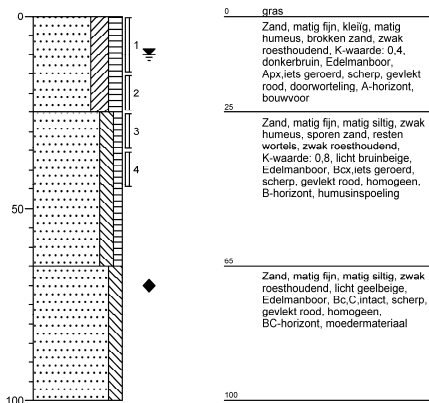 0
50
100
1
2
3
4
0 gras
Zand, matig fijn, kleiïg, matig
humeus, brokken zand, zwak
roesthoudend, K-waarde: 0,4,
donkerbruin, Edelmanboor,
Apx,iets geroerd, scherp, gevlekt
rood, doorworteling, A-horizont,
bouwvoor
25
Zand, matig fijn, matig siltig, zwak
humeus, sporen zand, resten
wortels, zwak roesthoudend,
K-waarde: 0,8, licht bruinbeige,
Edelmanboor, Bcx,iets geroerd,
scherp, gevlekt rood, homogeen,
B-horizont, humusinspoeling
65
Zand, matig fijn, matig siltig, zwak
roesthoudend, licht geelbeige,
Edelmanboor, Bc,C,intact, scherp,
gevlekt rood, homogeen,
BC-horizont, moedermateriaal
100